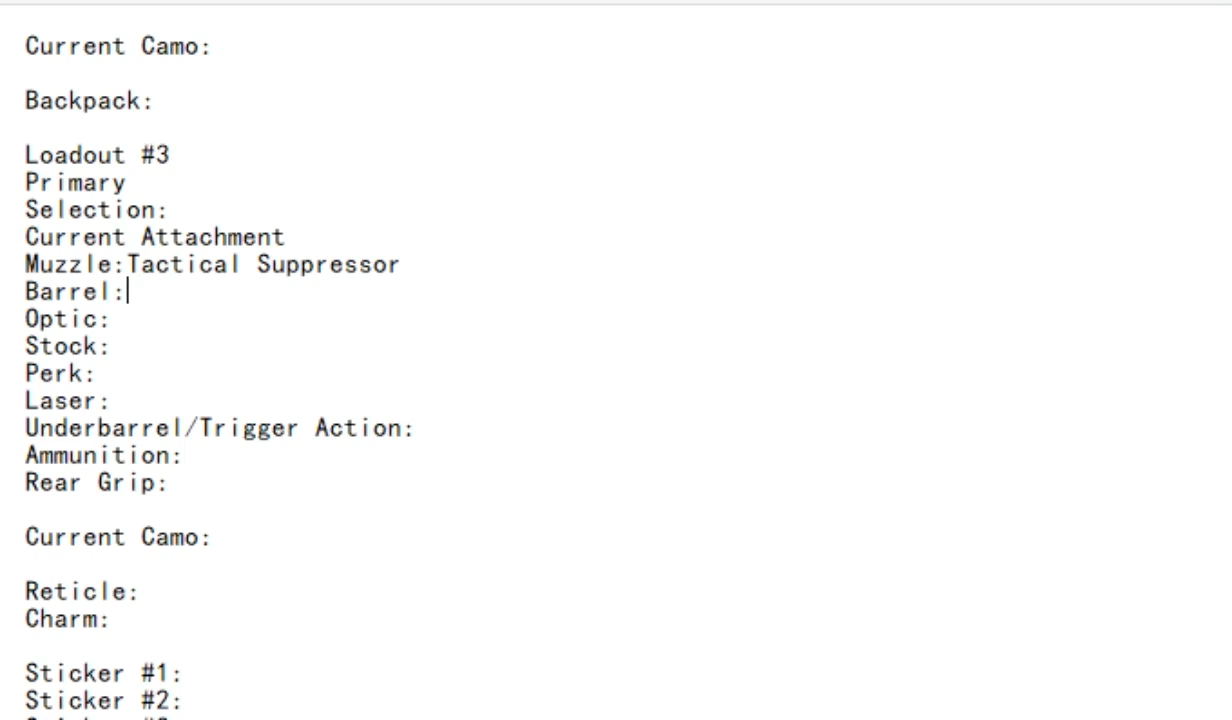 Current Camo:
Backpack:
Loadout #3
Primary
Selection:
Current Attachment
Muzzle:Tactical Suppressor
Barrel:
Optic:
Stock:
Perk:
Laser:
Underbarrel/Trigger Action:
Ammunition:
Rear Grip:
Current Camo:
Reticle:
Charm:
Sticker #1:
Sticker #2: